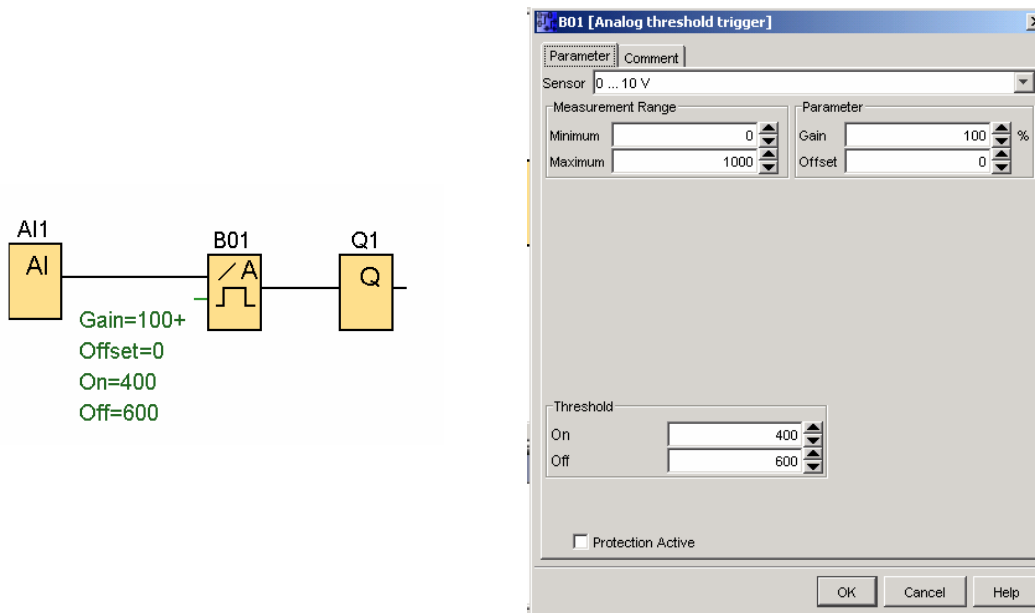 AI1
AI
B01
A
Q1
Q
Gain=100+
Offset=0
On=400
Off=600
B01 [Analog threshold trigger]
Parameter Comment
Sensor 0 ... 10 V
Measurement Range
Minimum 0
Maximum 1000
Parameter
Gain 100 %
Offset 0
Threshold
On 400
Off 600
Protection Active
OK Cancel Help